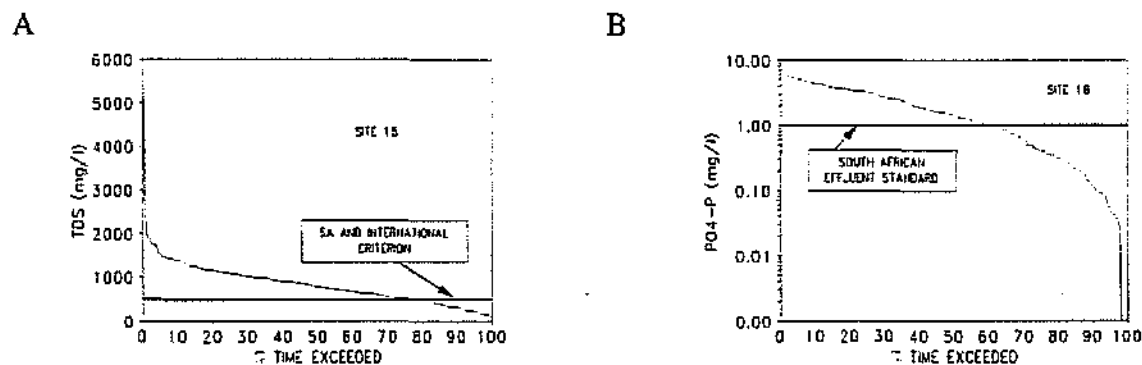 A
6000
5000
4000
3000
2000
1000
0
TDS (mg/l)
SITE 15
S.A. AND INTERNATIONAL
CRITERION
0 10 20 30 40 50 60 70 80 90 100
% TIME EXCEEDED
B
10.00
1.00
0.10
0.01
0.00
PO4-P (mg/l)
SITE 16
SOUTH AFRICAN
EFFLUENT STANDARD
0 10 20 30 40 50 60 70 80 90 100
% TIME EXCEEDED